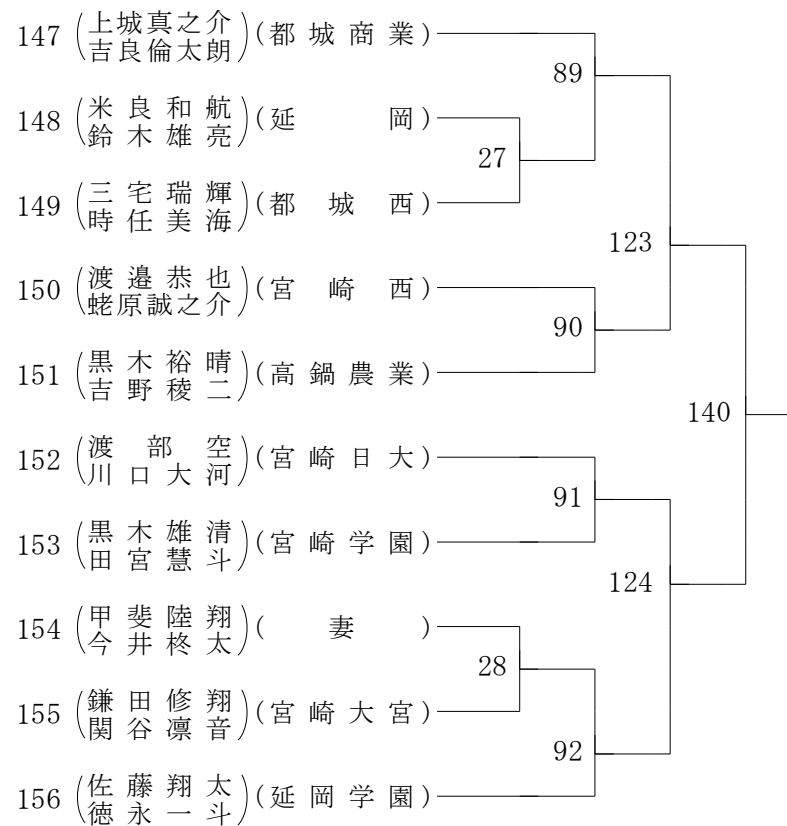 147 (上城真之介 吉良倫太朗)(都城商業)
89
148 (米良和航 鈴木雄亮)(延岡)
27
149 (三宅瑞輝 時任美海)(都城西)
123
150 (渡邉恭也 蛯原誠之介)(宮崎西)
90
151 (黒木裕晴 吉野稜二)(高鍋農業)
140
152 (渡部空 川口大河)(宮崎日大)
91
153 (黒木雄清 田宮慧斗)(宮崎学園)
124
154 (甲斐陸翔 今井柊太)(妻)
28
155 (鎌田修翔 関谷凛音)(宮崎大宮)
92
156 (佐藤翔太 徳永一斗)(延岡学園)